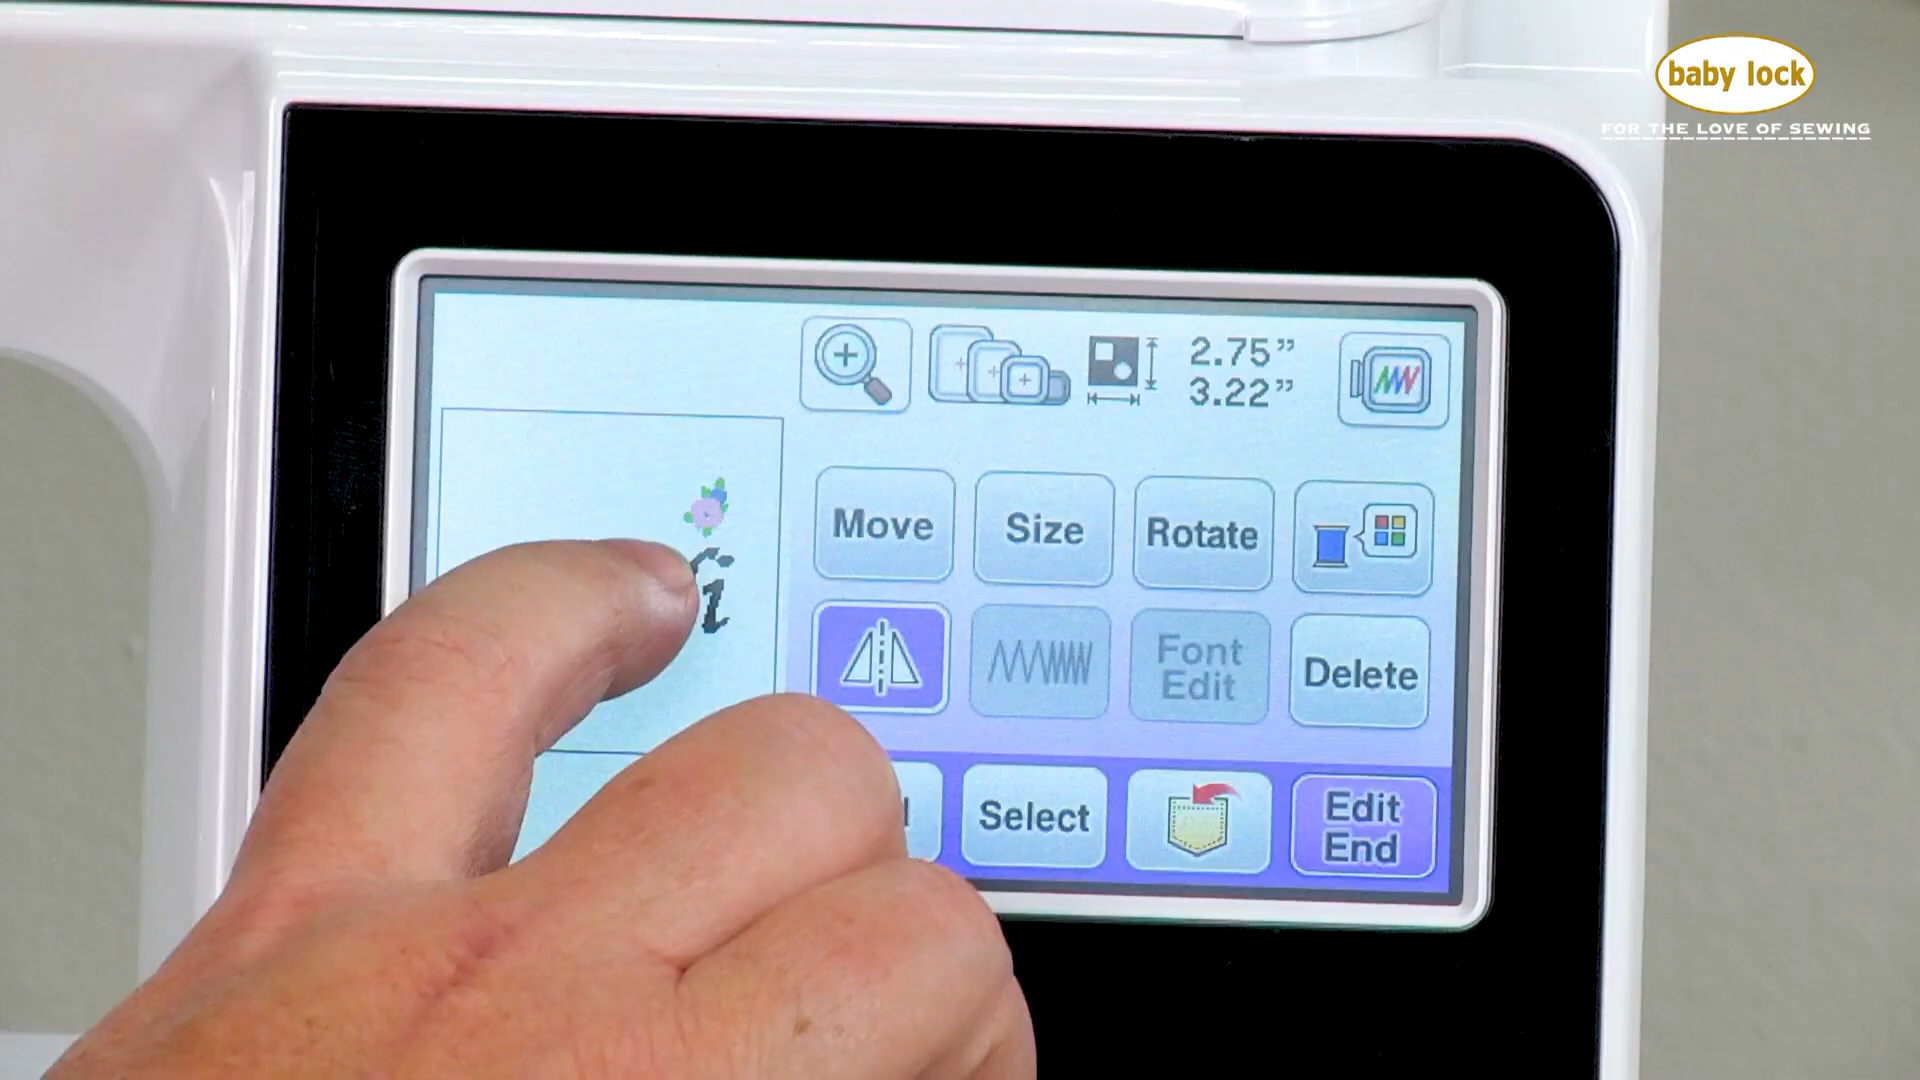 baby lock
FOR THE LOVE OF SEWING
2.75"
3.22"
Move
Size
Rotate
Font
Edit
Delete
Select
Edit
End